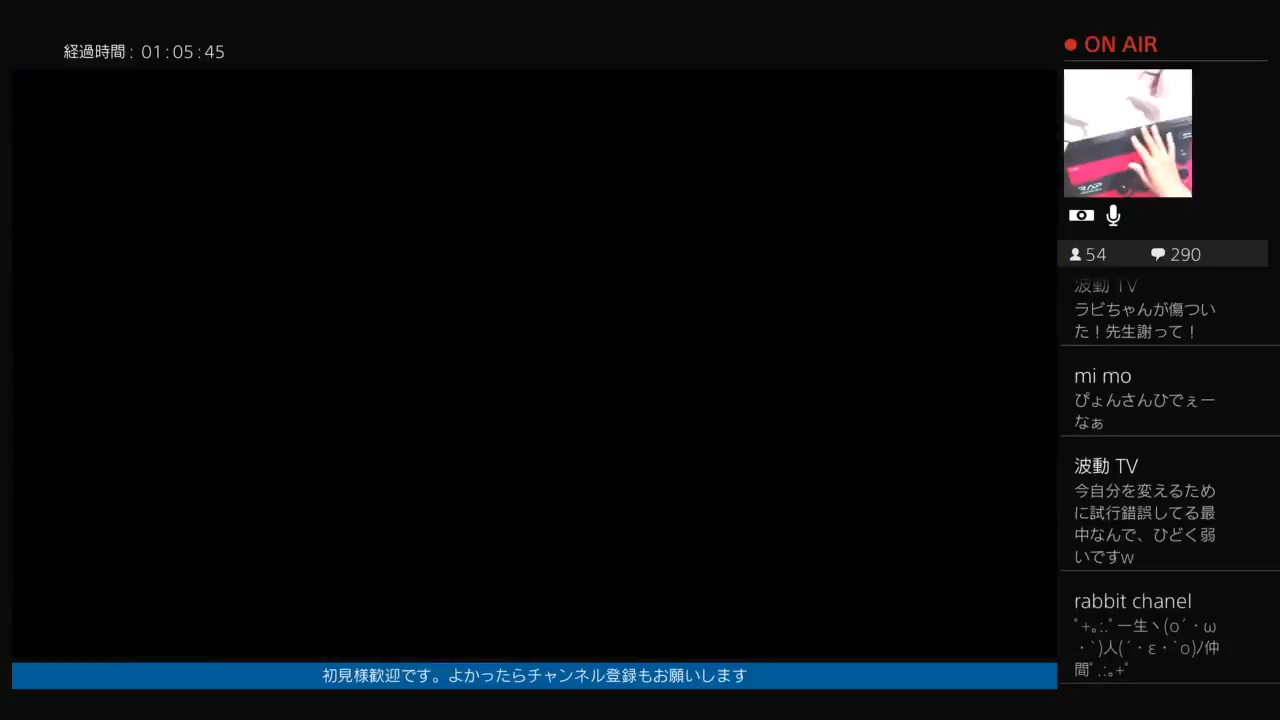 経過時間: 01:05:45
ON AIR
RAP
54 290
波動 TV
ラビちゃんが傷つい
た！先生謝って！
mi mo
ぴょんさんひでぇー
なぁ
波動 TV
今自分を変えるため
に試行錯誤してる最
中なんで、ひどく弱
いですw
rabbit chanel
ﾟ+｡:.ﾟ一生ヽ(o´・ω
・`)人(´・ε・`o)ﾉ仲
間ﾟ.:｡+ﾟ
初見様歓迎です。よかったらチャンネル登録もお願いします